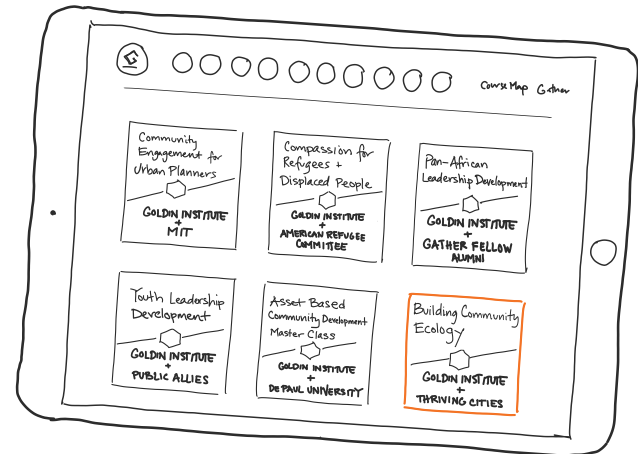 G
Course Map Gather
Community
Engagement for
Urban Planners
GOLDIN INSTITUTE
+
MIT
Compassion for
Refugees +
Displaced People
GOLDIN INSTITUTE
+
AMERICAN REFUGEE
COMMITTEE
Pan-African
Leadership Development
GOLDIN INSTITUTE
+
GATHER FELLOW
ALUMNI
Youth Leadership
Development
GOLDIN INSTITUTE
+
PUBLIC ALLIES
Asset Based
Community Development
Master Class
GOLDIN INSTITUTE
+
DEPAUL UNIVERSITY
Building Community
Ecology
GOLDIN INSTITUTE
+
THRIVING CITIES